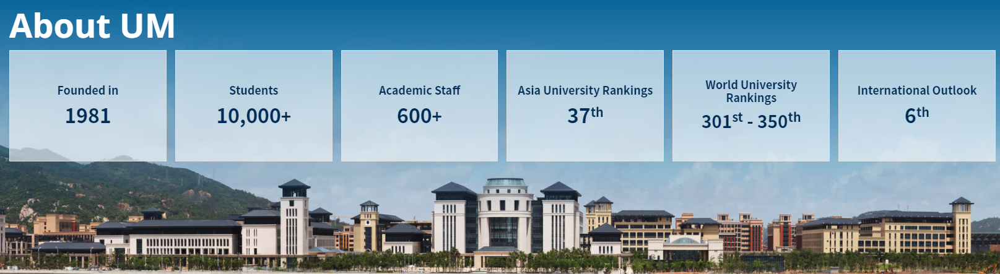 About UM
Founded in
1981
Students
10,000+
Academic Staff
600+
Asia University Rankings
37th
World University
Rankings
301st - 350th
International Outlook
6th